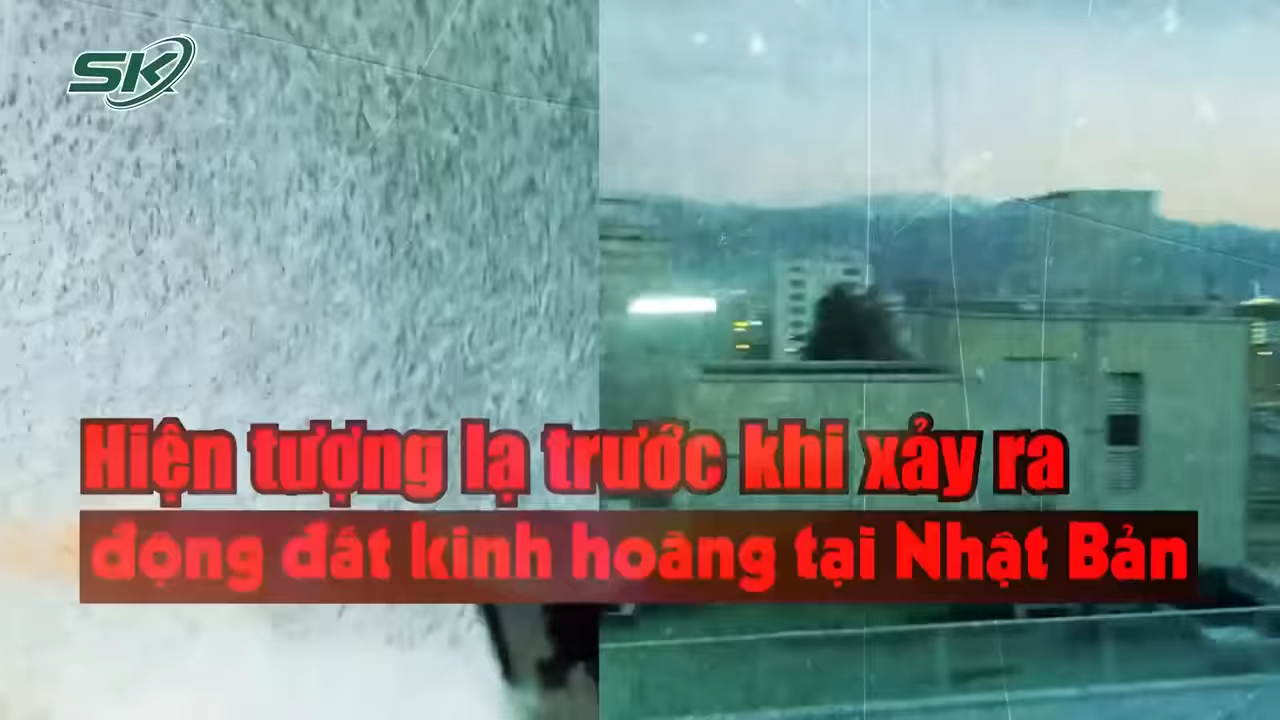 SK
Hiện tượng lạ trước khi xảy ra
động đất kinh hoàng tại Nhật Bản